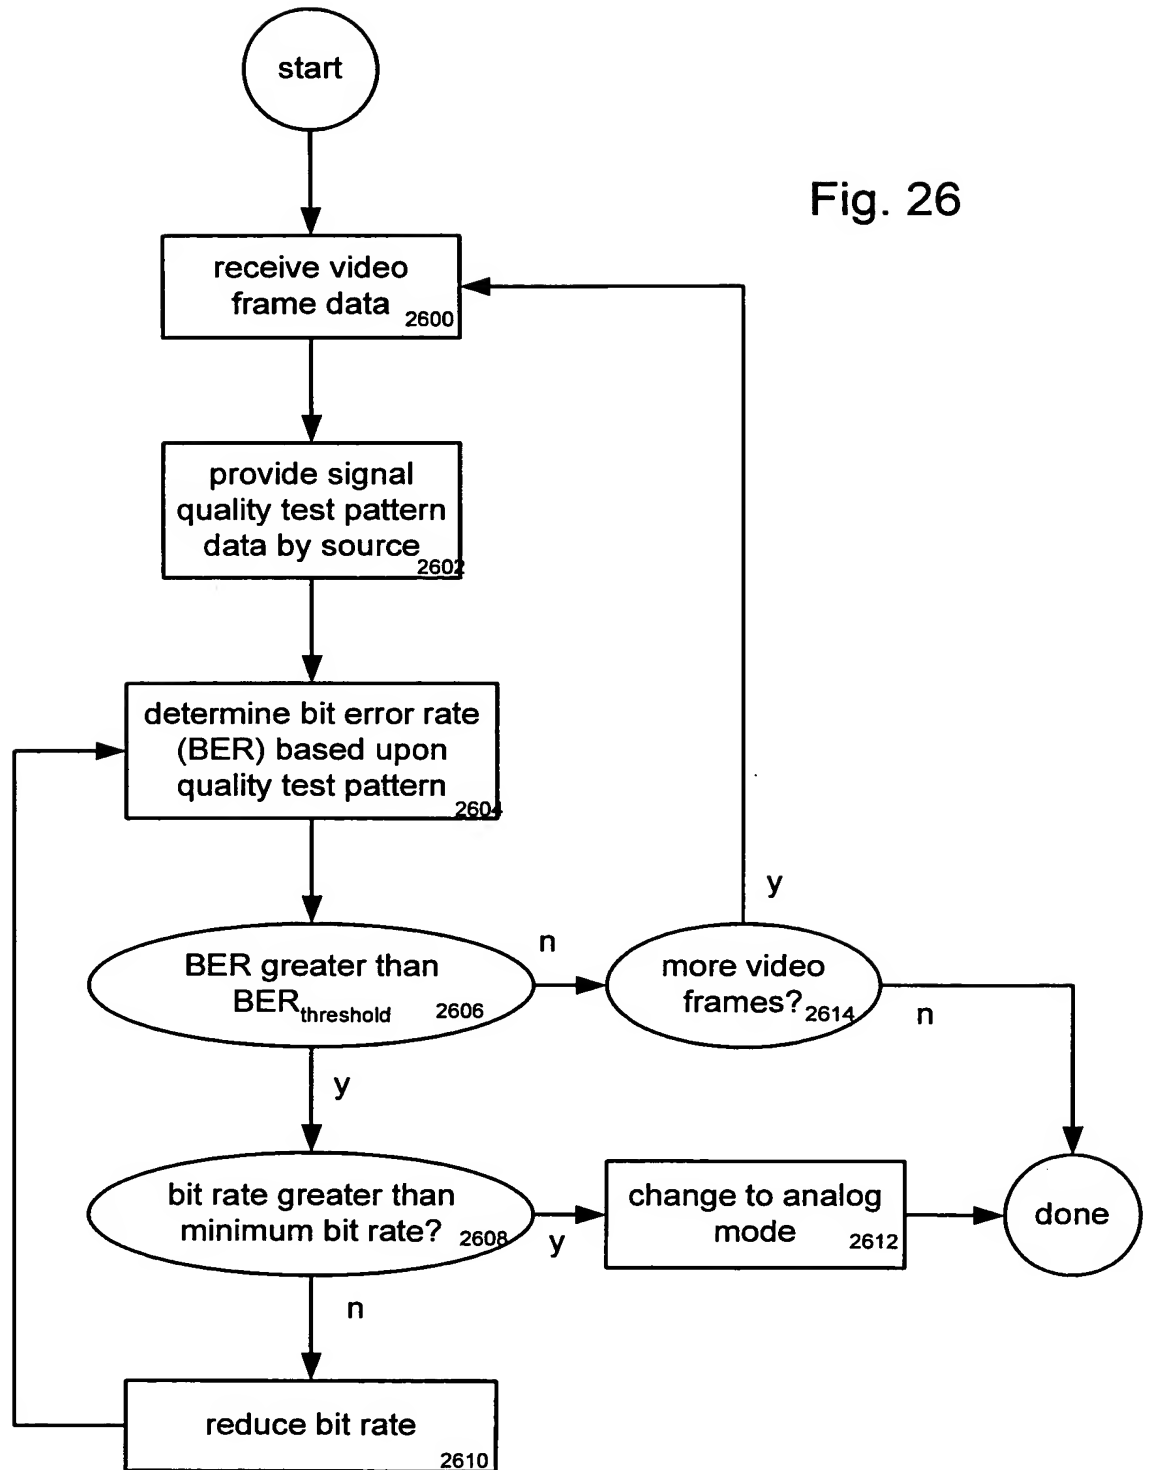 start
Fig. 26
receive video
frame data
2600
provide signal
quality test pattern
data by source
2602
determine bit error rate
(BER) based upon
quality test pattern
2604
BER greater than
BERthreshold
2606
n
more video
frames?
2614
y
n
y
bit rate greater than
minimum bit rate?
2608
y
change to analog
mode
2612
done
n
reduce bit rate
2610